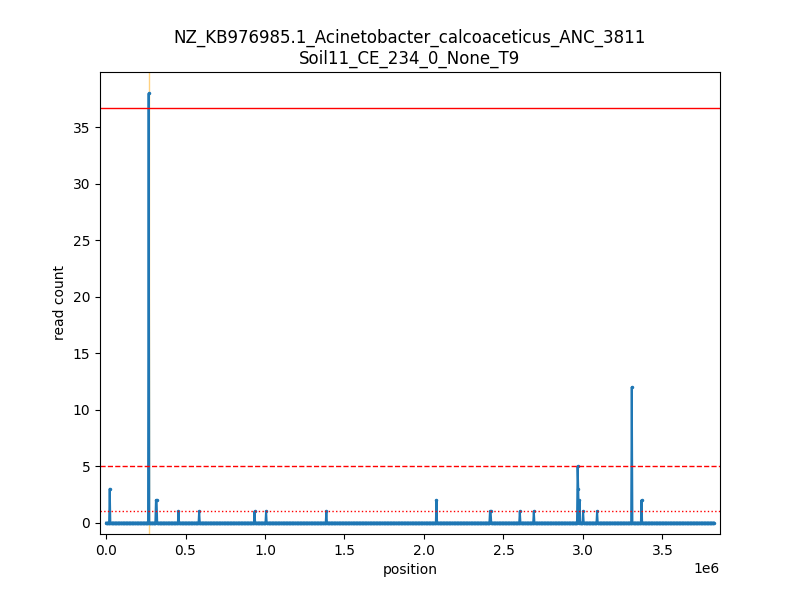 NZ_KB976985.1_Acinetobacter_calcoaceticus_ANC_3811
Soil11_CE_234_0_None_T9
read count
35
30
25
20
15
10
5
0
0.0 0.5 1.0 1.5 2.0 2.5 3.0 3.5
1e6
position